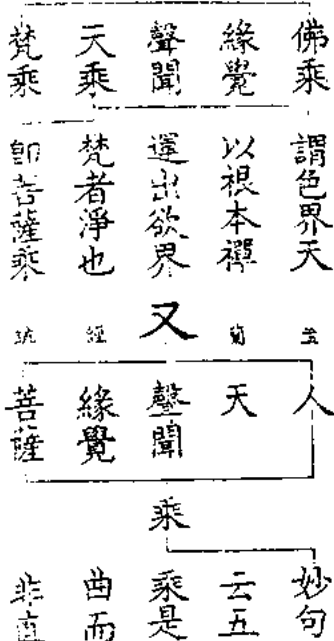 佛乘
緣覺
聲聞
天乘
梵乘
謂色界天
以根本禪
運出欲界
梵者淨也
即菩薩乘
又
盂蘭經疏
人
天
聲聞
緣覺
菩薩
乘
妙句
云五
乘是
曲而
非直